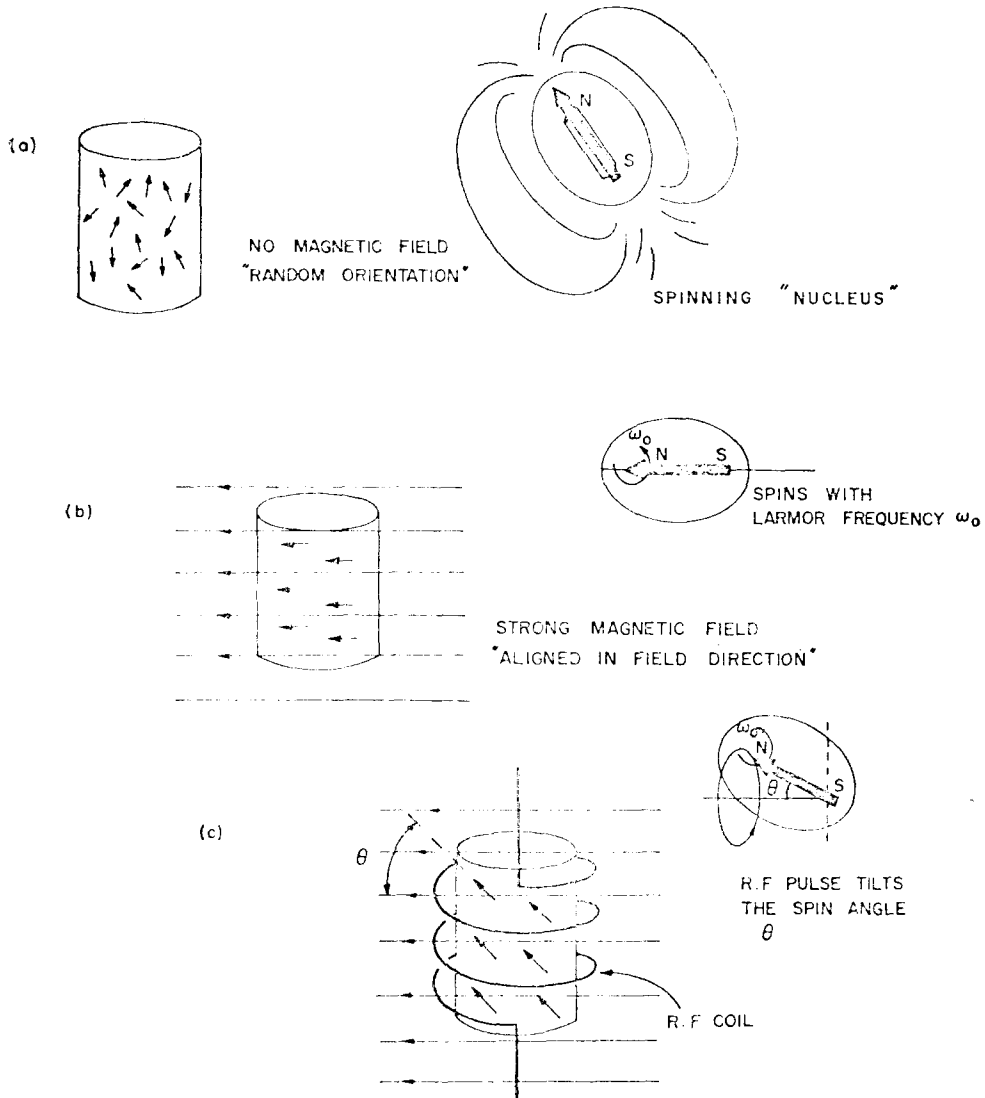 (a)
N
S
NO MAGNETIC FIELD
"RANDOM ORIENTATION"
SPINNING "NUCLEUS"
(b)
ω₀
N
S
SPINS WITH
LARMOR FREQUENCY ω₀
STRONG MAGNETIC FIELD
"ALIGNED IN FIELD DIRECTION"
(c)
θ
N
θ
S
R.F PULSE TILTS
THE SPIN ANGLE
θ
R.F COIL